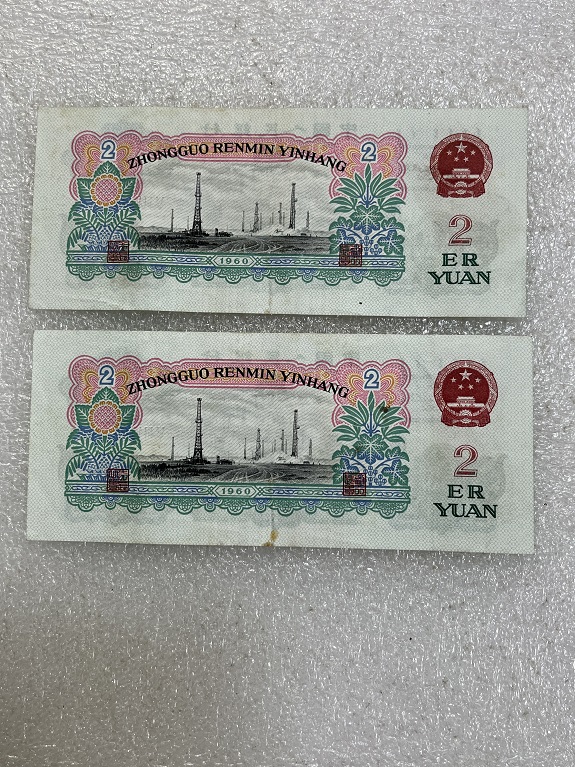 2 2
ZHONGGUO RENMIN YINHANG
2
ER
YUAN
1960
2 2
ZHONGGUO RENMIN YINHANG
2
ER
YUAN
1960